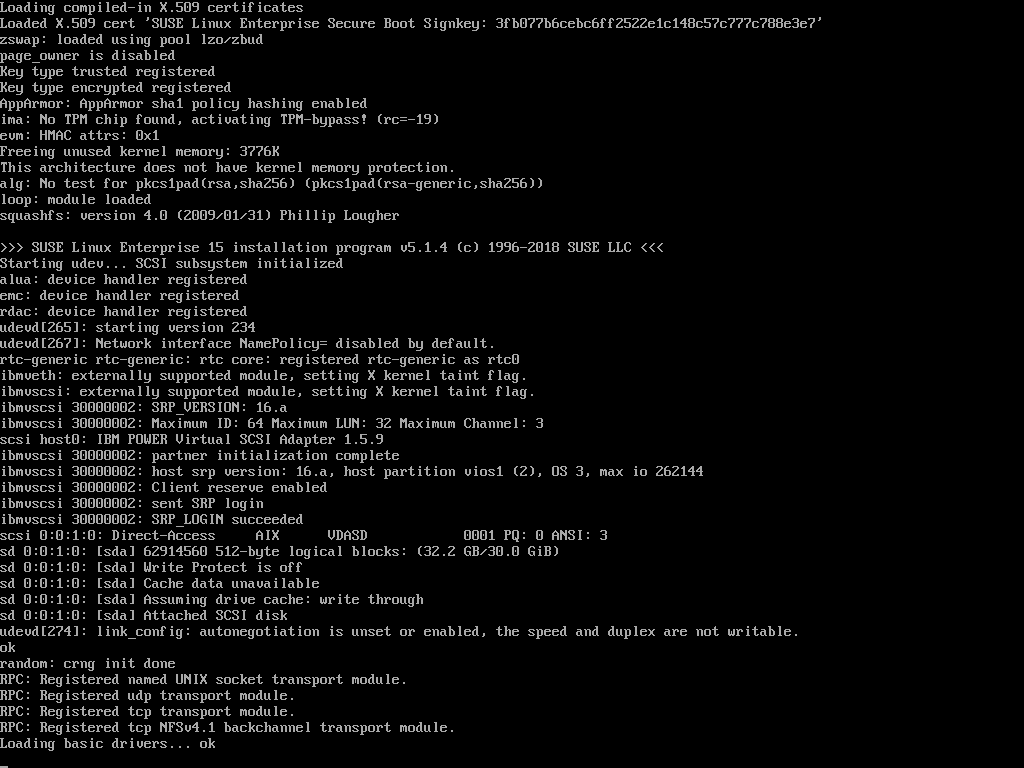 Loading compiled-in X.509 certificates
Loaded X.509 cert 'SUSE Linux Enterprise Secure Boot Signkey: 3fb077b6cebc6ff2522e1c148c57c777c788e3e7'
zswap: loaded using pool lzo/zbud
page_owner is disabled
Key type trusted registered
Key type encrypted registered
AppArmor: AppArmor sha1 policy hashing enabled
ima: No TPM chip found, activating TPM-bypass! (rc=-19)
evm: HMAC attrs: 0x1
Freeing unused kernel memory: 3776K
This architecture does not have kernel memory protection.
alg: No test for pkcs1pad(rsa,sha256) (pkcs1pad(rsa-generic,sha256))
loop: module loaded
squashfs: version 4.0 (2009/01/31) Phillip Lougher
>>> SUSE Linux Enterprise 15 installation program v5.1.4 (c) 1996-2018 SUSE LLC <<<
Starting udev... SCSI subsystem initialized
alua: device handler registered
emc: device handler registered
rdac: device handler registered
udevd[265]: starting version 234
udevd[267]: Network interface NamePolicy= disabled by default.
rtc-generic rtc-generic: rtc core: registered rtc-generic as rtc0
ibmveth: externally supported module, setting X kernel taint flag.
ibmvscsi: externally supported module, setting X kernel taint flag.
ibmvscsi 30000002: SRP_VERSION: 16.a
ibmvscsi 30000002: Maximum ID: 64 Maximum LUN: 32 Maximum Channel: 3
scsi host0: IBM POWER Virtual SCSI Adapter 1.5.9
ibmvscsi 30000002: partner initialization complete
ibmvscsi 30000002: host srp version: 16.a, host partition vios1 (2), OS 3, max io 262144
ibmvscsi 30000002: Client reserve enabled
ibmvscsi 30000002: sent SRP login
ibmvscsi 30000002: SRP_LOGIN succeeded
scsi 0:0:1:0: Direct-Access     AIX      VDASD            0001 PQ: 0 ANSI: 3
sd 0:0:1:0: [sda] 62914560 512-byte logical blocks: (32.2 GB/30.0 GiB)
sd 0:0:1:0: [sda] Write Protect is off
sd 0:0:1:0: [sda] Cache data unavailable
sd 0:0:1:0: [sda] Assuming drive cache: write through
sd 0:0:1:0: [sda] Attached SCSI disk
udevd[274]: link_config: autonegotiation is unset or enabled, the speed and duplex are not writable.
ok
random: crng init done
RPC: Registered named UNIX socket transport module.
RPC: Registered udp transport module.
RPC: Registered tcp transport module.
RPC: Registered tcp NFSv4.1 backchannel transport module.
Loading basic drivers... ok